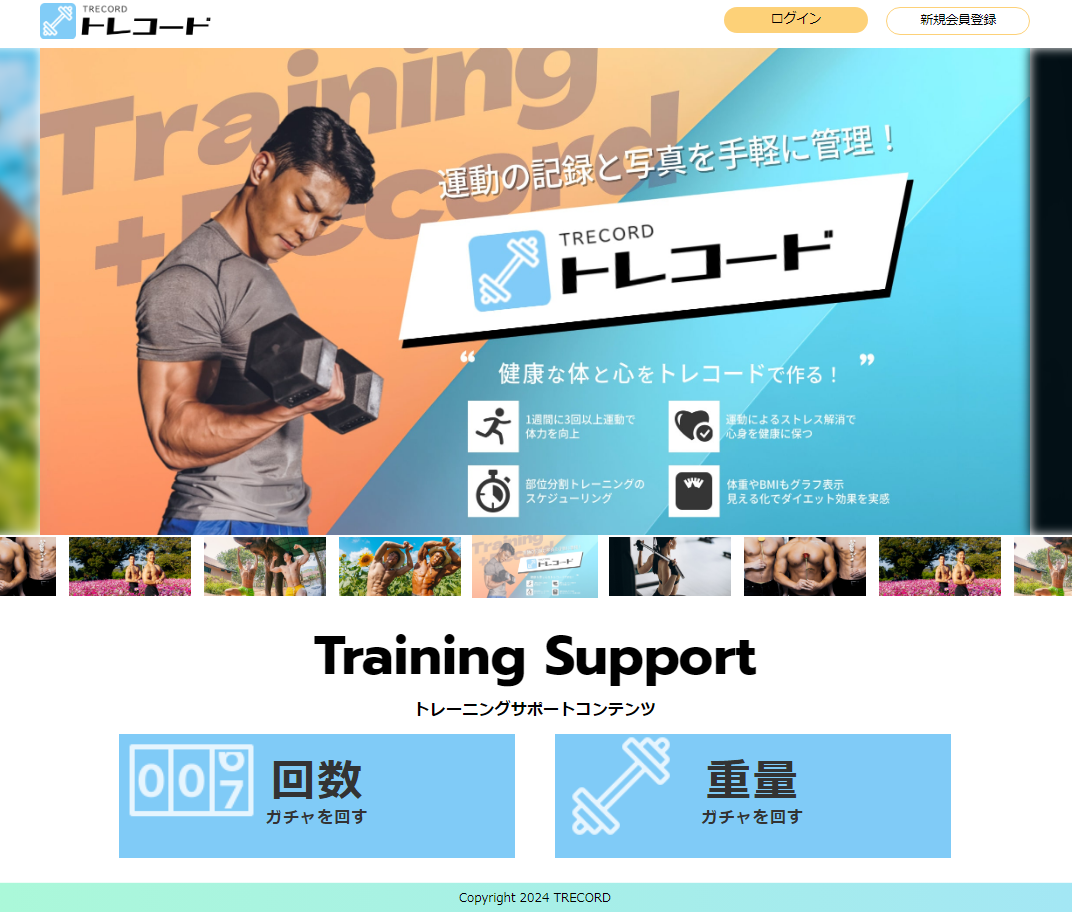 TRECORD
トレコード
ログイン
新規会員登録
Training
+Record
運動の記録と写真を手軽に管理！
TRECORD
トレコード
“ 健康な体と心をトレコードで作る！ ”
1週間に3回以上運動で
体力を向上
運動によるストレス解消で
心身を健康に保つ
部位分割トレーニングの
スケジューリング
体重やBMIもグラフ表示
見える化でダイエット効果を実感
Training
トレコード
Training Support
トレーニングサポートコンテンツ
007
回数
ガチャを回す
重量
ガチャを回す
Copyright 2024 TRECORD